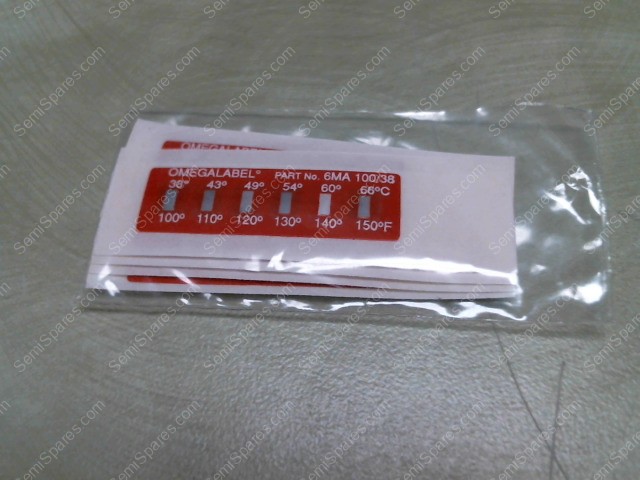 OMEGALABEL
OMEGALABEL® PART No. 6MA 100/38
38° 43° 49° 54° 60° 66°C
100° 110° 120° 130° 140° 150°F
SemiSpares.com